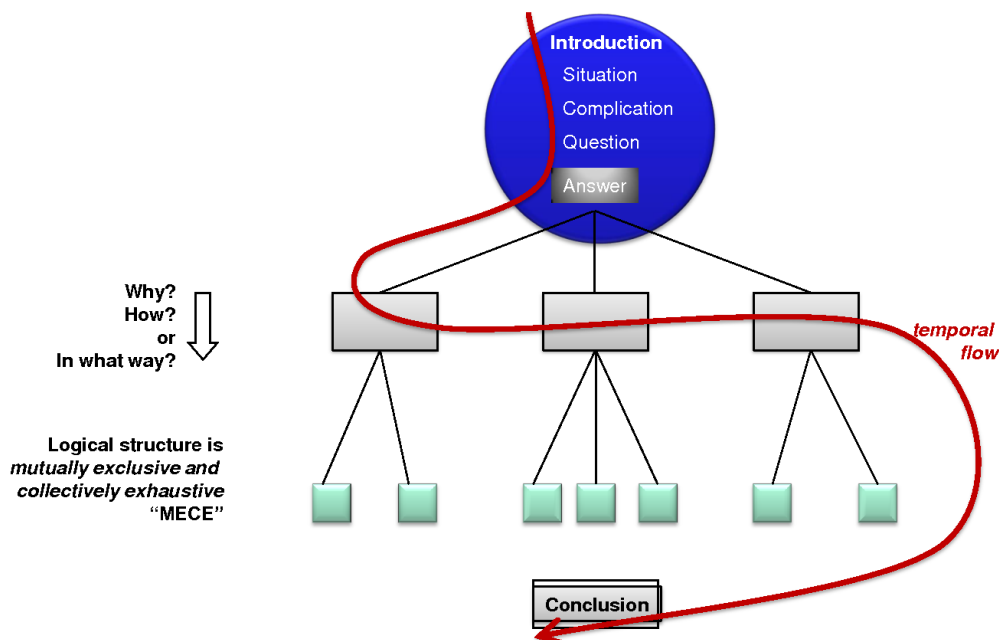 Introduction
Situation
Complication
Question
Answer
Why?
How?
or
In what way?
temporal
flow
Logical structure is
mutually exclusive and
collectively exhaustive
“MECE”
Conclusion